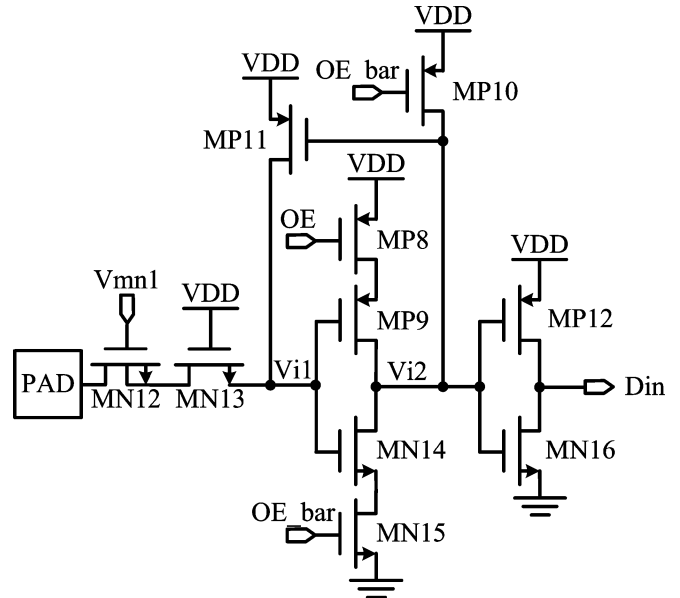 VDD
OE_bar
MP10
VDD
MP11
VDD
OE
MP8
VDD
Vmn1
VDD
MP9
MP12
PAD
MN12
MN13
Vi1
Vi2
Din
MN14
MN16
OE_bar
MN15